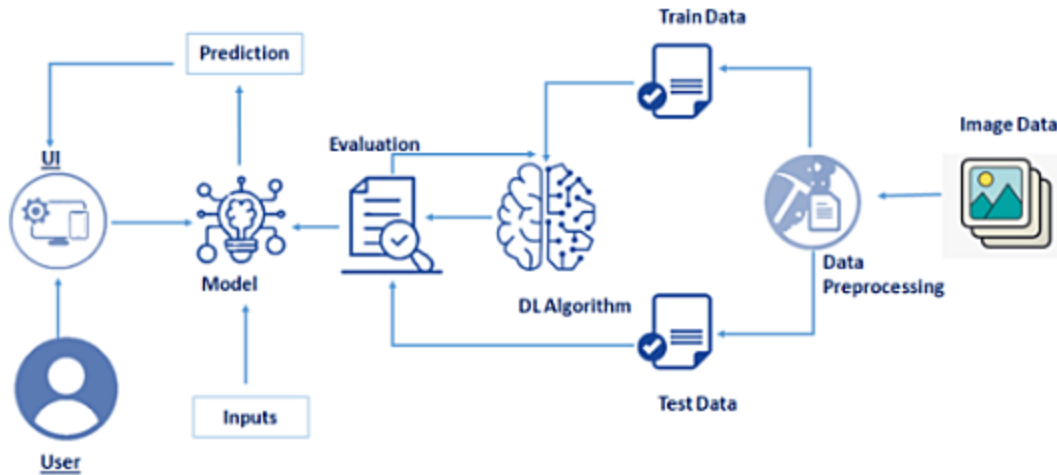 Train Data
Prediction
Image Data
Evaluation
UI
Model
Data
Preprocessing
DL Algorithm
Test Data
Inputs
User